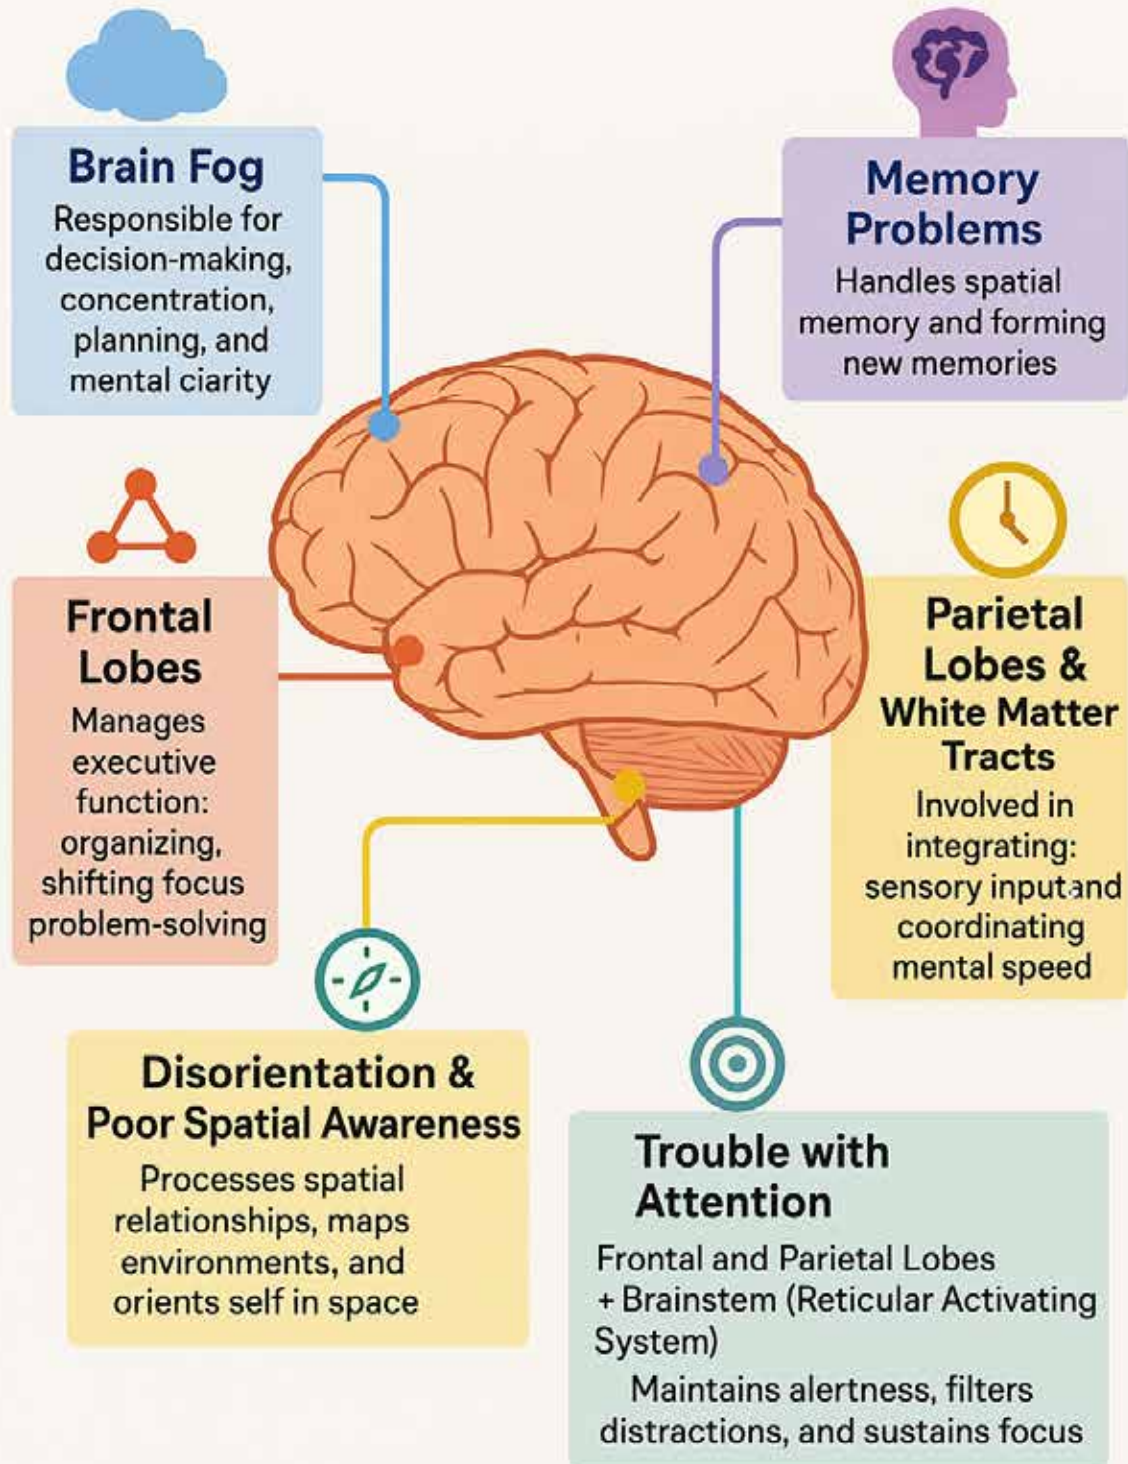 Brain Fog
Responsible for
decision-making,
concentration,
planning, and
mental ciarity
Memory
Problems
Handles spatial
memory and forming
new memories
Frontal
Lobes
Manages
executive
function:
organizing,
shifting focus
problem-solving
Parietal
Lobes &
White Matter
Tracts
Involved in
integrating:
sensory input and
coordinating
mental speed
Disorientation &
Poor Spatial Awareness
Processes spatial
relationships, maps
environments, and
orients self in space
Trouble with
Attention
Frontal and Parietal Lobes
+ Brainstem (Reticular Activating
System)
Maintains alertness, filters
distractions, and sustains focus